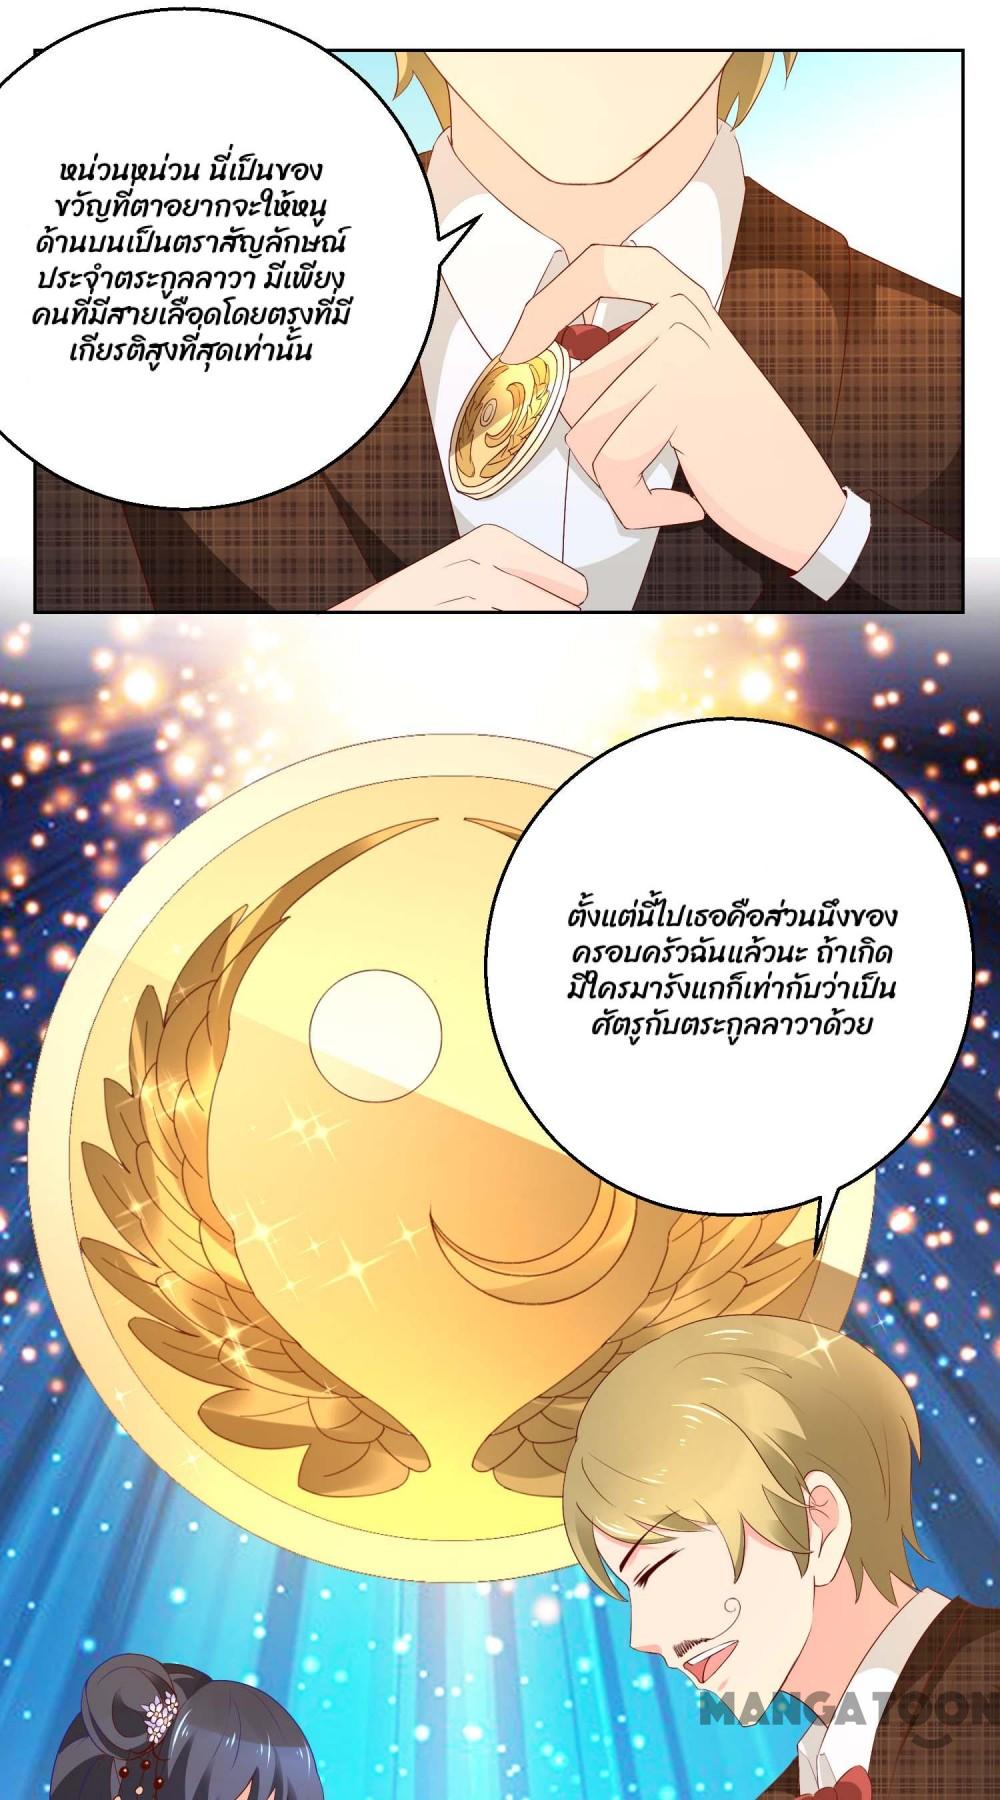 หน่วนหน่วน นี่เป็นของ
ขวัญที่ตาอยากจะให้หนู
ด้านบนเป็นตราสัญลักษณ์
ประจำตระกูลลาวา มีเพียง
คนที่มีสายเลือดโดยตรงที่มี
เกียรติสูงที่สุดเท่านั้น
ตั้งแต่นี้ไปเธอคือส่วนนึงของ
ครอบครัวฉันแล้วนะ ถ้าเกิด
มีใครมารังแกก็เท่ากับว่าเป็น
ศัตรูกับตระกูลลาวาด้วย
MANGATOON